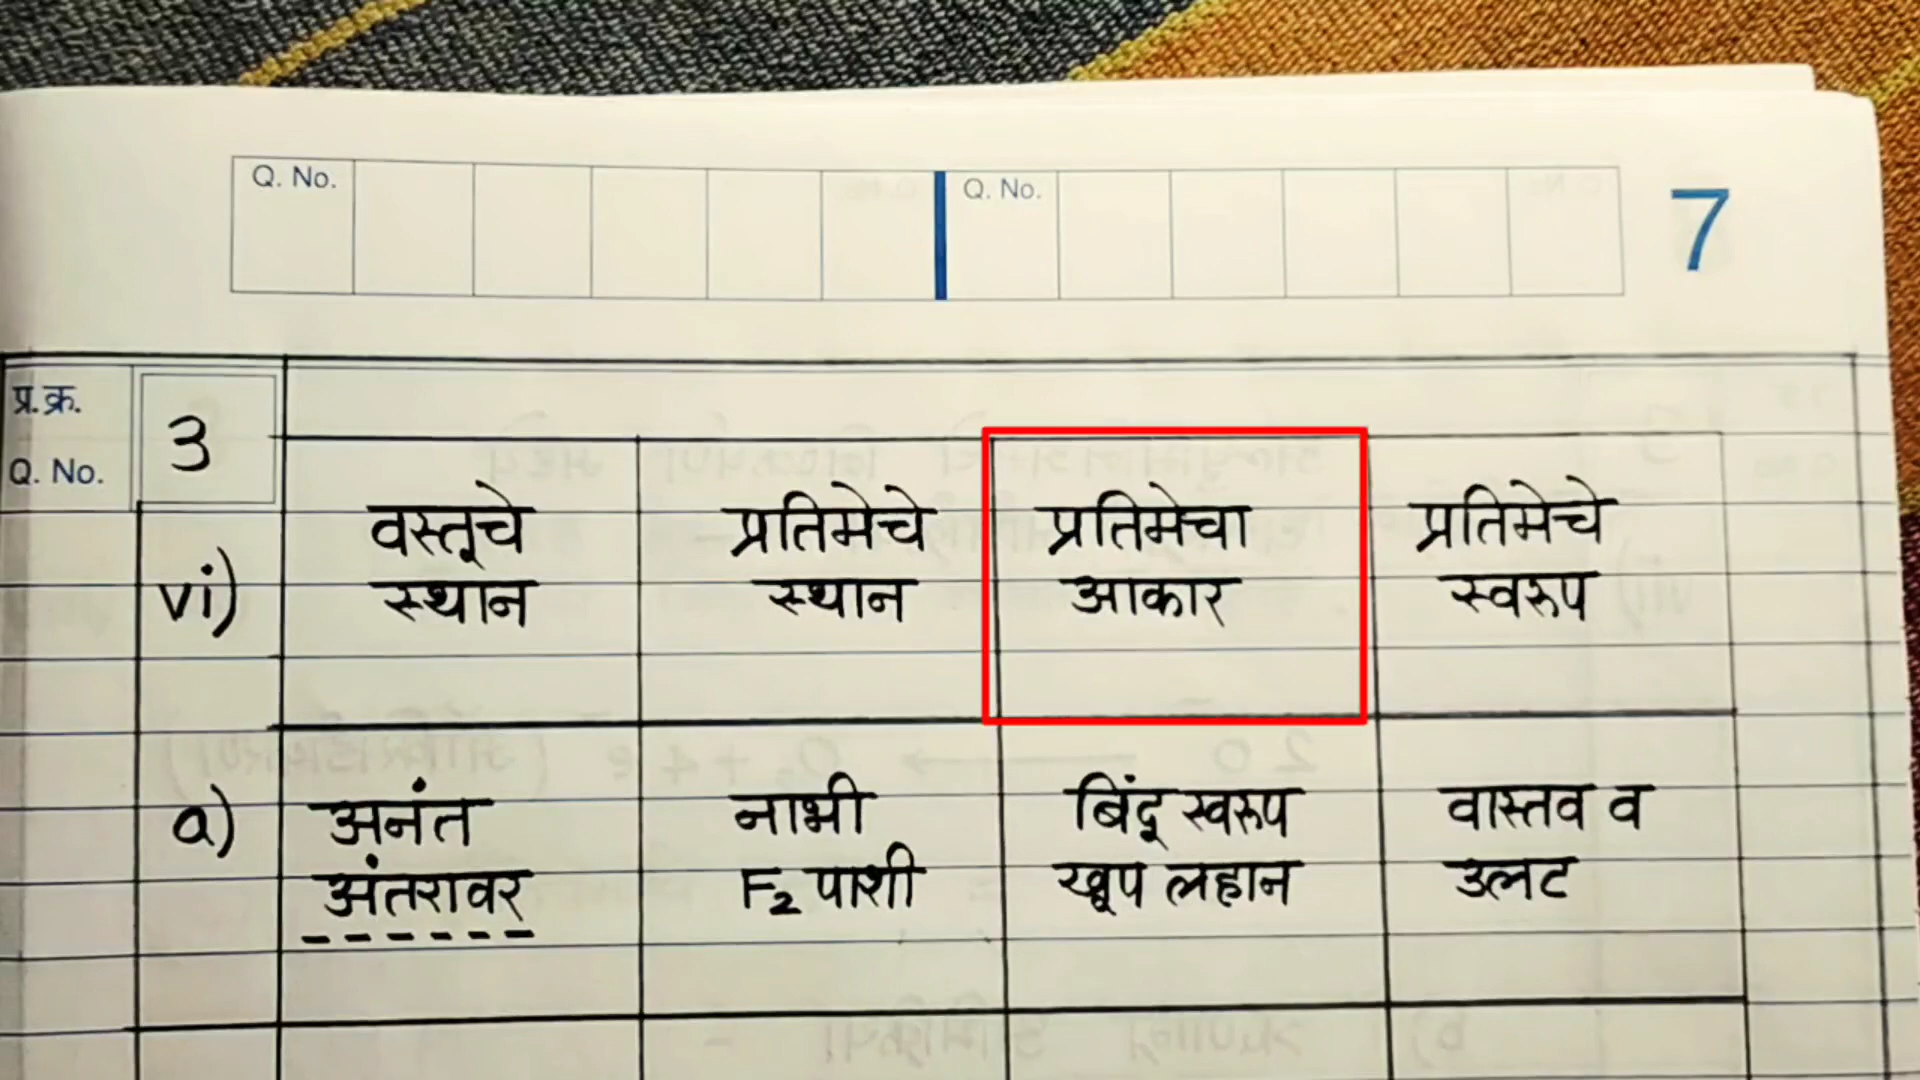 Q. No.
Q. No.
7
प्र.क्र.
Q. No.
3
vi)
वस्तूचे
स्थान
प्रतिमेचे
स्थान
प्रतिमेचा
आकार
प्रतिमेचे
स्वरूप
a)
अनंत
अंतरावर
नाभी
F₂ पाशी
बिंदू स्वरूप
खूप लहान
वास्तव व
उलट